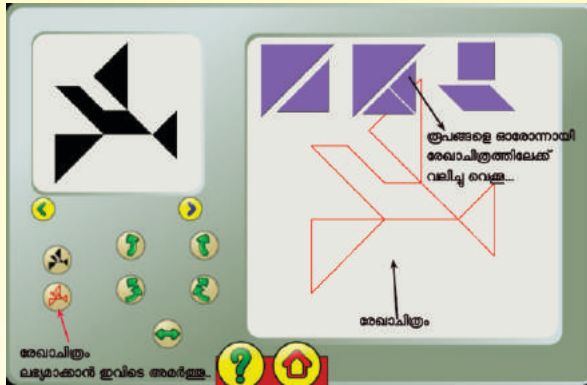 രൂപങ്ങളെ ഓരോന്നായി
രേഖാചിത്രത്തിലേക്ക്
വലിച്ചു വെക്കൂ...
രേഖാചിത്രം
രേഖാചിത്രം
ലഭ്യമാക്കാൻ ഇവിടെ അമർത്തൂ..
?